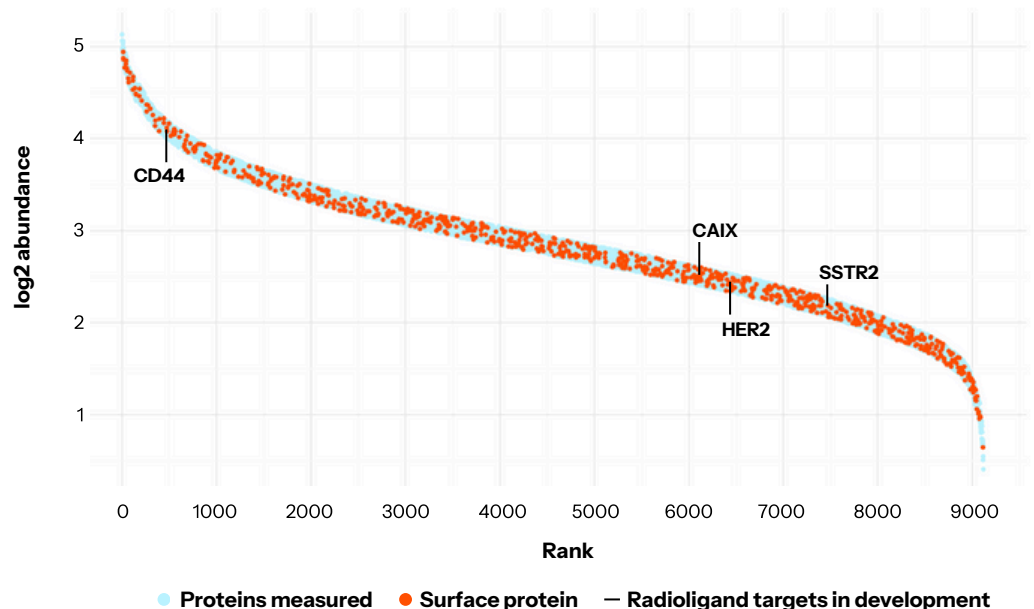 5
4
3
2
1
log2 abundance
CD44
CAIX
SSTR2
HER2
0 1000 2000 3000 4000 5000 6000 7000 8000 9000
Rank
Proteins measured Surface protein Radioligand targets in development